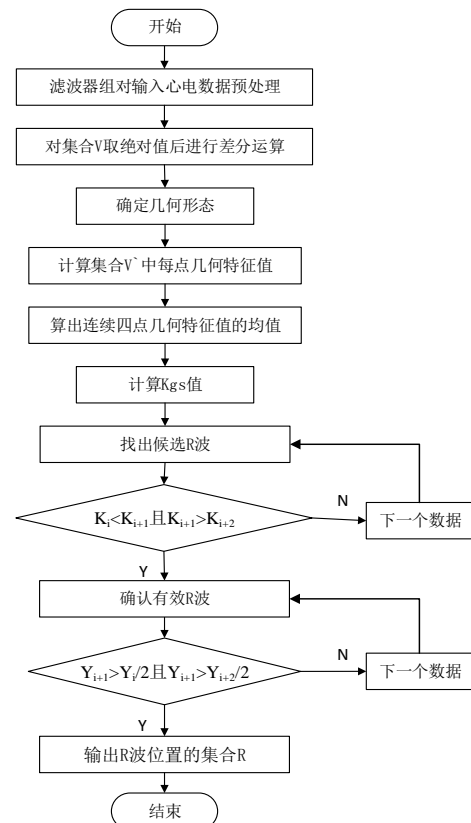 开始
滤波器组对输入心电数据预处理
对集合V取绝对值后进行差分运算
确定几何形态
计算集合V`中每点几何特征值
算出连续四点几何特征值的均值
计算Kgs值
找出候选R波
Kᵢ<Kᵢ₊₁且Kᵢ₊₁>Kᵢ₊₂
N
下一个数据
Y
确认有效R波
Yᵢ₊₁>Yᵢ/2且Yᵢ₊₁>Yᵢ₊₂/2
N
下一个数据
Y
输出R波位置的集合R
结束